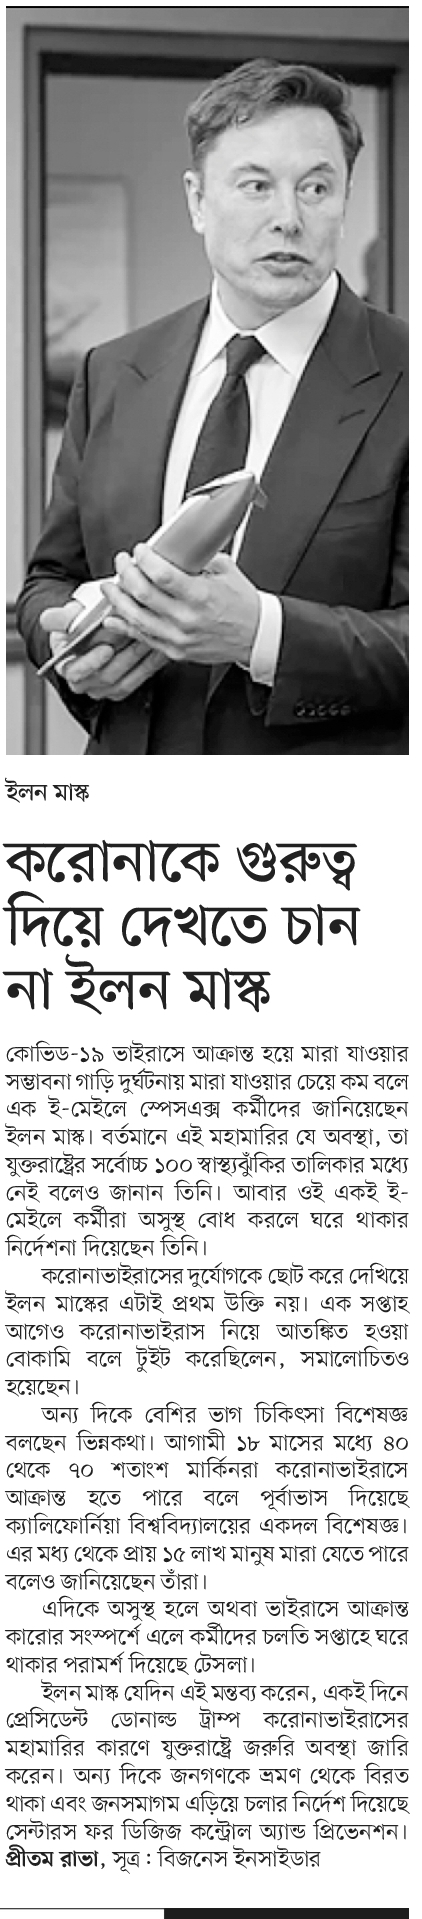 ইলন মাস্ক
করোনাকে গুরুত্ব
দিয়ে দেখতে চান
না ইলন মাস্ক
কোভিড-১৯ ভাইরাসে আক্রান্ত হয়ে মারা যাওয়ার
সম্ভাবনা গাড়ি দুর্ঘটনায় মারা যাওয়ার চেয়ে কম বলে
এক ই-মেইলে স্পেসএক্স কর্মীদের জানিয়েছেন
ইলন মাস্ক। বর্তমানে এই মহামারির যে অবস্থা, তা
যুক্তরাষ্ট্রের সর্বোচ্চ ১০০ স্বাস্থ্যঝুঁকির তালিকার মধ্যে
নেই বলেও জানান তিনি। আবার ওই একই ই-
মেইলে কর্মীরা অসুস্থ বোধ করলে ঘরে থাকার
নির্দেশনা দিয়েছেন তিনি।
করোনাভাইরাসের দুর্যোগকে ছোট করে দেখিয়ে
ইলন মাস্কের এটাই প্রথম উক্তি নয়। এক সপ্তাহ
আগেও করোনাভাইরাস নিয়ে আতঙ্কিত হওয়া
বোকামি বলে টুইট করেছিলেন, সমালোচিতও
হয়েছেন।
অন্য দিকে বেশির ভাগ চিকিৎসা বিশেষজ্ঞ
বলছেন ভিন্নকথা। আগামী ১৮ মাসের মধ্যে ৪০
থেকে ৭০ শতাংশ মার্কিনরা করোনাভাইরাসে
আক্রান্ত হতে পারে বলে পূর্বাভাস দিয়েছে
ক্যালিফোর্নিয়া বিশ্ববিদ্যালয়ের একদল বিশেষজ্ঞ।
এর মধ্য থেকে প্রায় ১৫ লাখ মানুষ মারা যেতে পারে
বলেও জানিয়েছেন তাঁরা।
এদিকে অসুস্থ হলে অথবা ভাইরাসে আক্রান্ত
কারোর সংস্পর্শে এলে কর্মীদের চলতি সপ্তাহে ঘরে
থাকার পরামর্শ দিয়েছে টেসলা।
ইলন মাস্ক যেদিন এই মন্তব্য করেন, একই দিনে
প্রেসিডেন্ট ডোনাল্ড ট্রাম্প করোনাভাইরাসের
মহামারির কারণে যুক্তরাষ্ট্রে জরুরি অবস্থা জারি
করেন। অন্য দিকে জনগণকে ভ্রমণ থেকে বিরত
থাকা এবং জনসমাগম এড়িয়ে চলার নির্দেশ দিয়েছে
সেন্টারস ফর ডিজিজ কন্ট্রোল অ্যান্ড প্রিভেনশন।
প্রীতম রাভা, সূত্র : বিজনেস ইনসাইডার